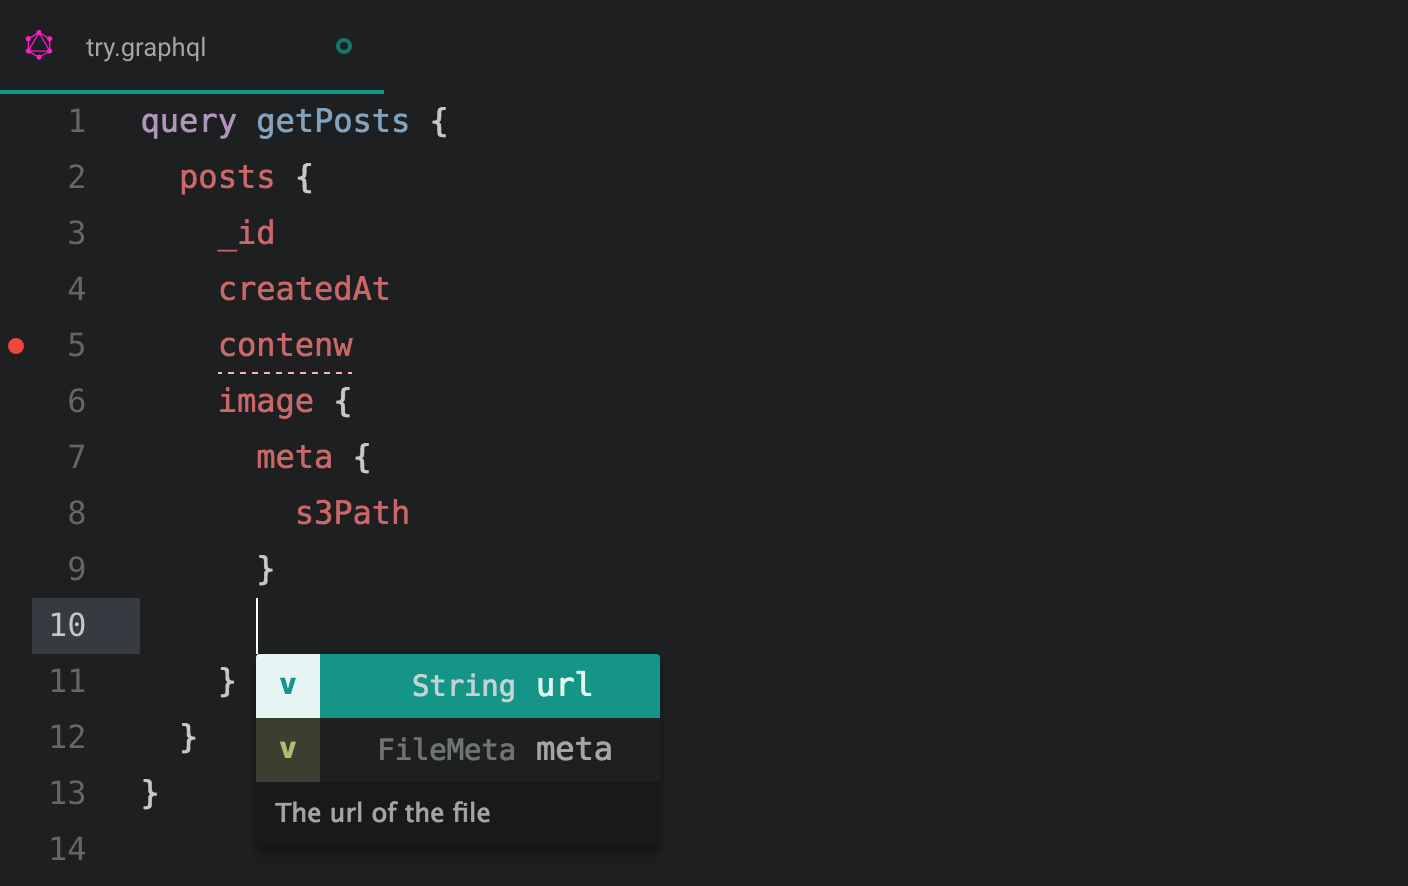 try.graphql
1 query getPosts {
2 posts {
3 _id
4 createdAt
5 contenw
6 image {
7 meta {
8 s3Path
9 }
10
11 }
v String url
12 }
v FileMeta meta
13 }
The url of the file
14